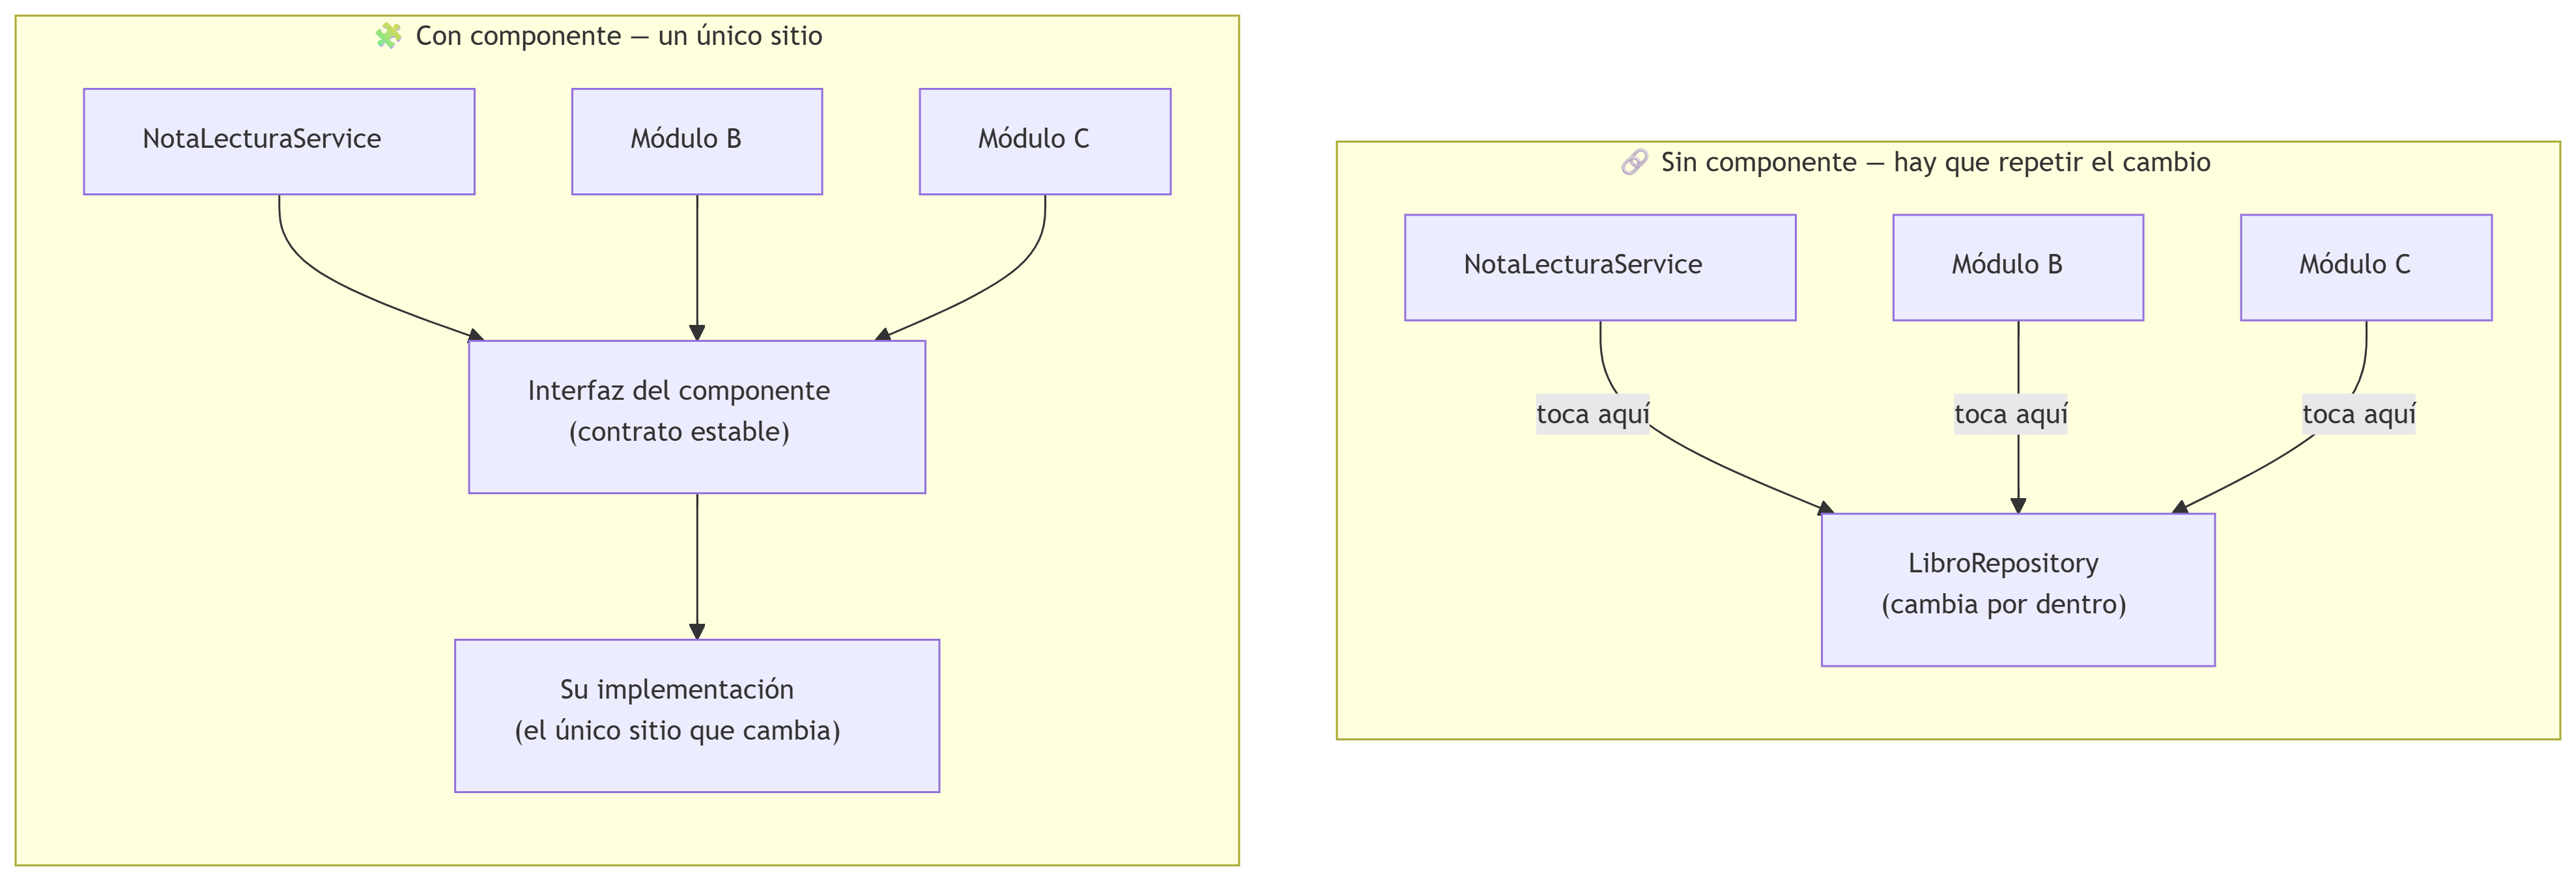 🧩 Con componente — un único sitio
NotaLecturaService
Módulo B
Módulo C
Interfaz del componente
(contrato estable)
Su implementación
(el único sitio que cambia)
🔗 Sin componente — hay que repetir el cambio
NotaLecturaService
Módulo B
Módulo C
toca aquí
toca aquí
toca aquí
LibroRepository
(cambia por dentro)